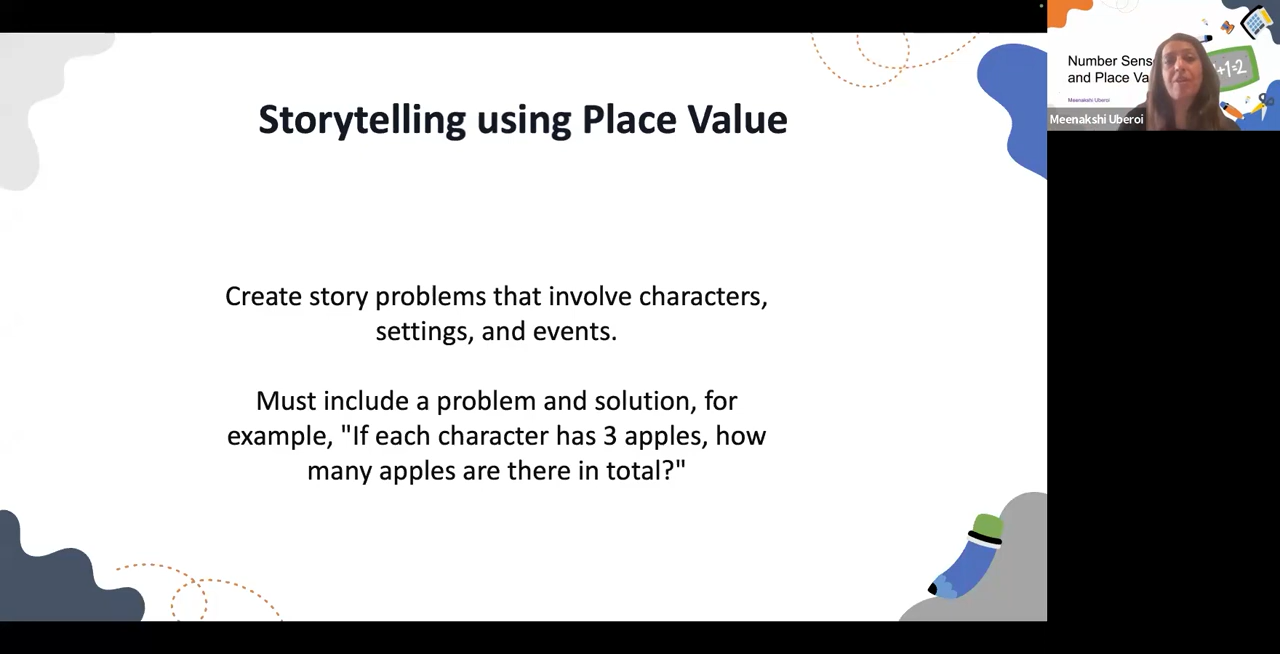 Storytelling using Place Value
Create story problems that involve characters,
settings, and events.
Must include a problem and solution, for
example, "If each character has 3 apples, how
many apples are there in total?"
Number Sens
and Place Va
Meenakshi Uberoi
+1=2
Meenakshi Uberoi